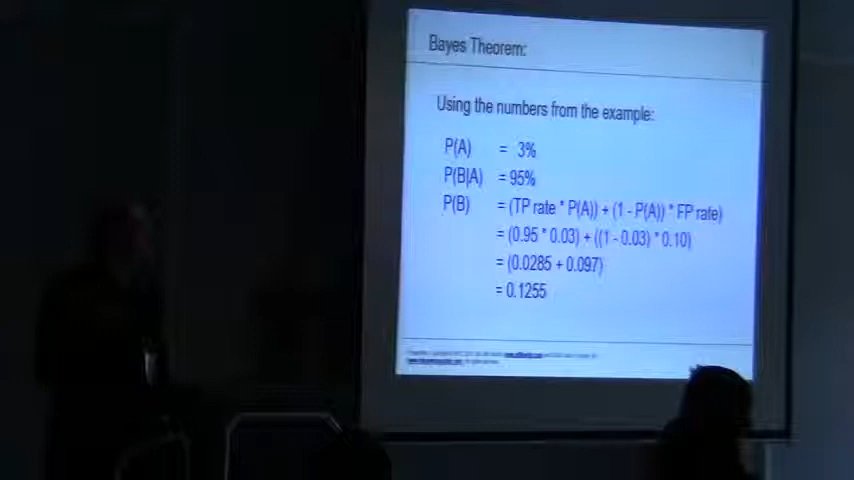 Bayes Theorem:
Using the numbers from the example:
P(A) = 3%
P(B|A) = 95%
P(B) = (TP rate * P(A)) + (1 - P(A)) * FP rate)
= (0.95 * 0.03) + ((1 - 0.03) * 0.10)
= (0.0285 + 0.097)
= 0.1255